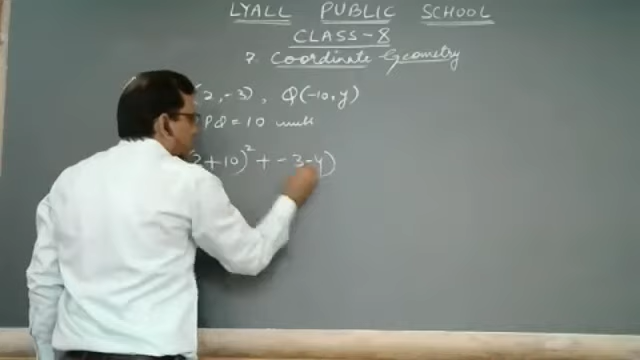 LYALL PUBLIC SCHOOL
CLASS-8
7. Coordinate Geometry
(2, -3), Q(-10, y)
PQ = 10 units
(2+10)² + -3-y)